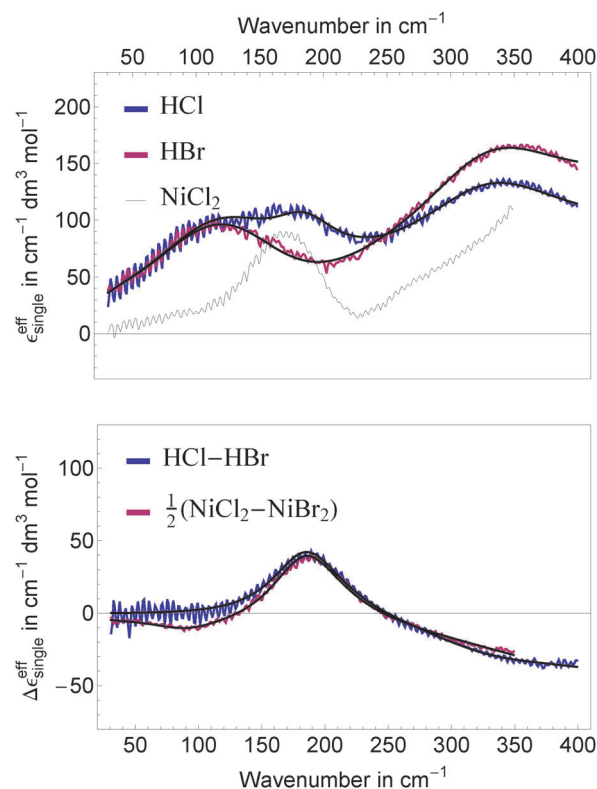 Wavenumber in cm⁻¹
50 100 150 200 250 300 350 400
ϵ^eff_single in cm⁻¹ dm³ mol⁻¹
200
150
100
50
0
HCl
HBr
NiCl₂
Δϵ^eff_single in cm⁻¹ dm³ mol⁻¹
100
50
0
−50
HCl−HBr
½(NiCl₂−NiBr₂)
50 100 150 200 250 300 350 400
Wavenumber in cm⁻¹